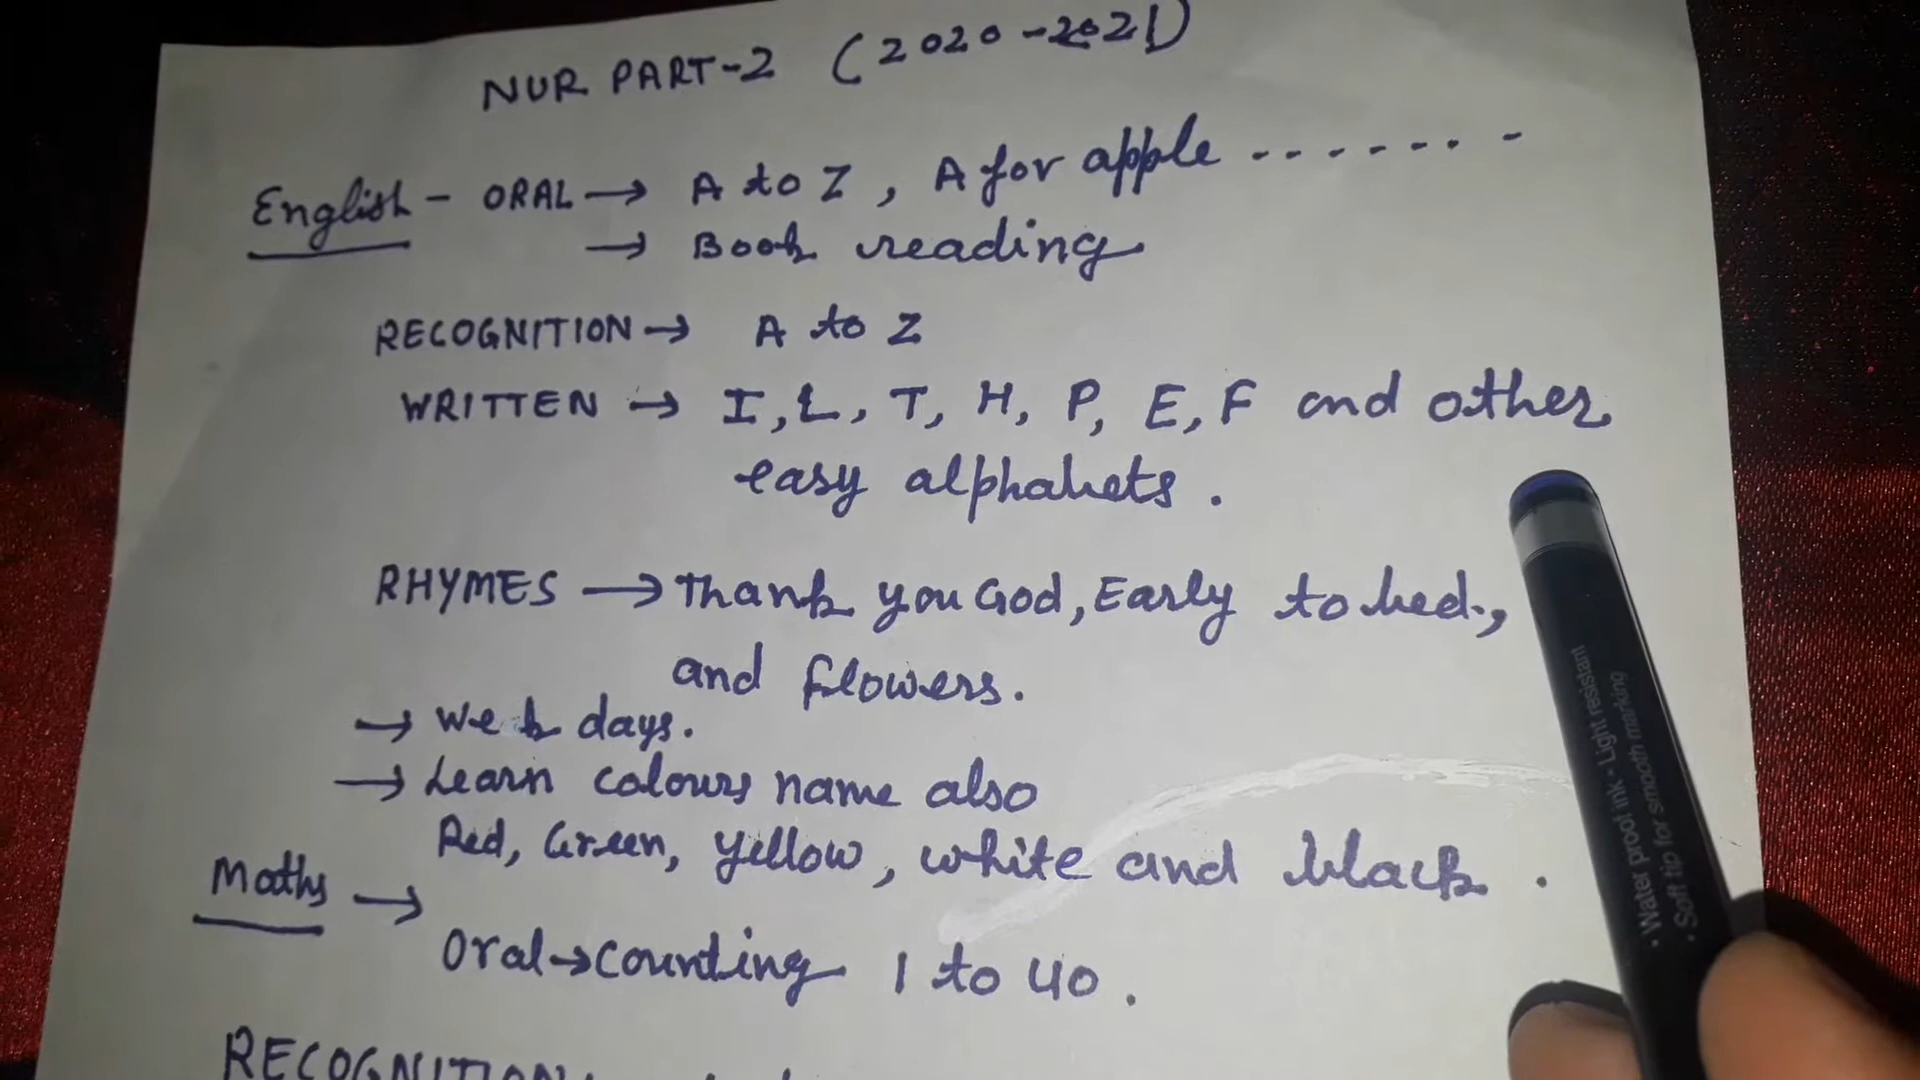 NUR PART-2 (2020-2021)
English - ORAL → A to Z, A for apple ........
→ Book reading
RECOGNITION → A to Z
WRITTEN → I, L, T, H, P, E, F and other
easy alphabets.
RHYMES → Thank you God, Early to bed.,
and flowers.
→ Week days.
→ Learn colours name also
Red, Green, Yellow, white and black.
Maths →
Oral → Counting 1 to 40.
RECOGNITION
• Water proof ink - Light resistant
• Soft tip for smooth marking